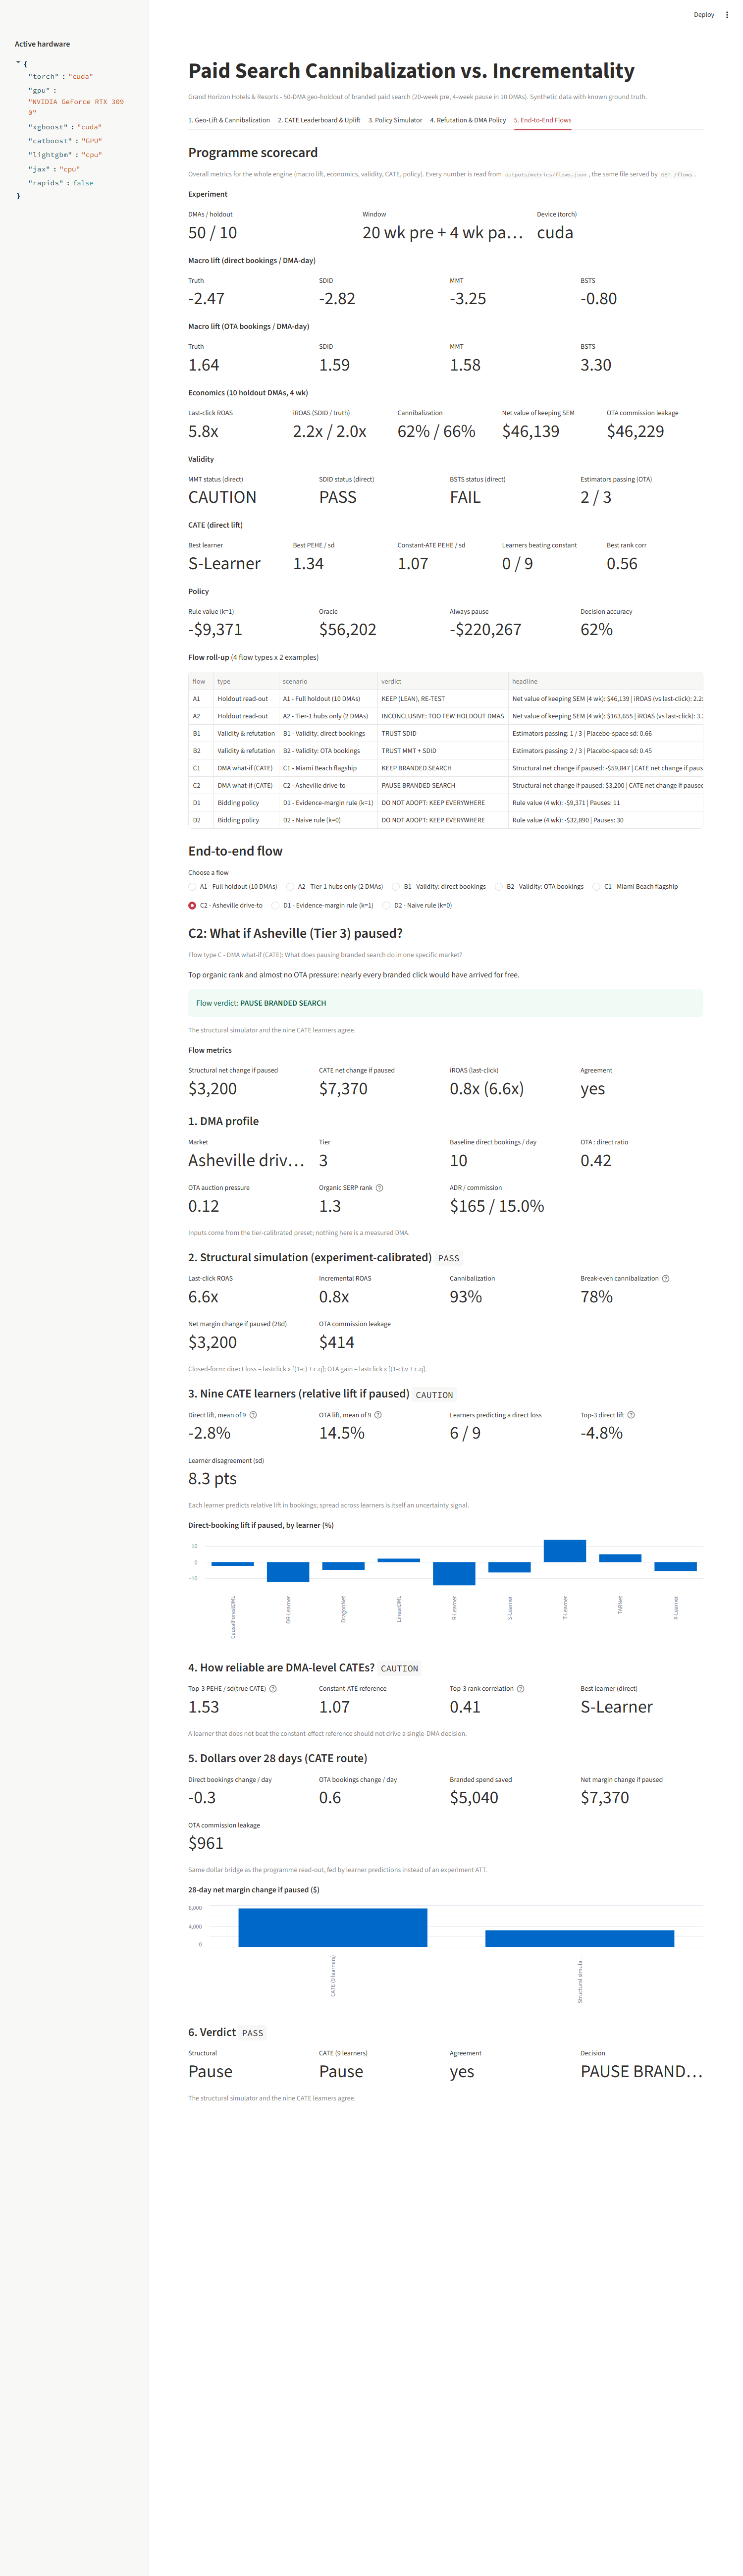 Deploy
Active hardware
{
"torch" : "cuda"
"gpu" :
"NVIDIA GeForce RTX 309
0"
"xgboost" : "cuda"
"catboost" : "GPU"
"lightgbm" : "cpu"
"jax" : "cpu"
"rapids" : false
}
Paid Search Cannibalization vs. Incrementality
Grand Horizon Hotels & Resorts - 50-DMA geo-holdout of branded paid search (20-week pre, 4-week pause in 10 DMAs). Synthetic data with known ground truth.
1. Geo-Lift & Cannibalization 2. CATE Leaderboard & Uplift 3. Policy Simulator 4. Refutation & DMA Policy 5. End-to-End Flows
Programme scorecard
Overall metrics for the whole engine (macro lift, economics, validity, CATE, policy). Every number is read from outputs/metrics/flows.json , the same file served by GET /flows .
Experiment
DMAs / holdout Window Device (torch)
50 / 10 20 wk pre + 4 wk pa… cuda
Macro lift (direct bookings / DMA-day)
Truth SDID MMT BSTS
-2.47 -2.82 -3.25 -0.80
Macro lift (OTA bookings / DMA-day)
Truth SDID MMT BSTS
1.64 1.59 1.58 3.30
Economics (10 holdout DMAs, 4 wk)
Last-click ROAS iROAS (SDID / truth) Cannibalization Net value of keeping SEM OTA commission leakage
5.8x 2.2x / 2.0x 62% / 66% $46,139 $46,229
Validity
MMT status (direct) SDID status (direct) BSTS status (direct) Estimators passing (OTA)
CAUTION PASS FAIL 2 / 3
CATE (direct lift)
Best learner Best PEHE / sd Constant-ATE PEHE / sd Learners beating constant Best rank corr
S-Learner 1.34 1.07 0 / 9 0.56
Policy
Rule value (k=1) Oracle Always pause Decision accuracy
-$9,371 $56,202 -$220,267 62%
Flow roll-up (4 flow types x 2 examples)
flow type scenario verdict headline
A1 Holdout read-out A1 - Full holdout (10 DMAs) KEEP (LEAN), RE-TEST Net value of keeping SEM (4 wk): $46,139 | iROAS (vs last-click): 2.2
A2 Holdout read-out A2 - Tier-1 hubs only (2 DMAs) INCONCLUSIVE: TOO FEW HOLDOUT DMAS Net value of keeping SEM (4 wk): $163,655 | iROAS (vs last-click): 3.
B1 Validity & refutation B1 - Validity: direct bookings TRUST SDID Estimators passing: 1 / 3 | Placebo-space sd: 0.66
B2 Validity & refutation B2 - Validity: OTA bookings TRUST MMT + SDID Estimators passing: 2 / 3 | Placebo-space sd: 0.45
C1 DMA what-if (CATE) C1 - Miami Beach flagship KEEP BRANDED SEARCH Structural net change if paused: -$59,847 | CATE net change if paus
C2 DMA what-if (CATE) C2 - Asheville drive-to PAUSE BRANDED SEARCH Structural net change if paused: $3,200 | CATE net change if paused
D1 Bidding policy D1 - Evidence-margin rule (k=1) DO NOT ADOPT: KEEP EVERYWHERE Rule value (4 wk): -$9,371 | Pauses: 11
D2 Bidding policy D2 - Naive rule (k=0) DO NOT ADOPT: KEEP EVERYWHERE Rule value (4 wk): -$32,890 | Pauses: 30
End-to-end flow
Choose a flow
A1 - Full holdout (10 DMAs) A2 - Tier-1 hubs only (2 DMAs) B1 - Validity: direct bookings B2 - Validity: OTA bookings C1 - Miami Beach flagship
C2 - Asheville drive-to D1 - Evidence-margin rule (k=1) D2 - Naive rule (k=0)
C2: What if Asheville (Tier 3) paused?
Flow type C - DMA what-if (CATE): What does pausing branded search do in one specific market?
Top organic rank and almost no OTA pressure: nearly every branded click would have arrived for free.
Flow verdict: PAUSE BRANDED SEARCH
The structural simulator and the nine CATE learners agree.
Flow metrics
Structural net change if paused CATE net change if paused iROAS (last-click) Agreement
$3,200 $7,370 0.8x (6.6x) yes
1. DMA profile
Market Tier Baseline direct bookings / day OTA : direct ratio
Asheville driv… 3 10 0.42
OTA auction pressure Organic SERP rank ADR / commission
0.12 1.3 $165 / 15.0%
Inputs come from the tier-calibrated preset; nothing here is a measured DMA.
2. Structural simulation (experiment-calibrated) PASS
Last-click ROAS Incremental ROAS Cannibalization Break-even cannibalization
6.6x 0.8x 93% 78%
Net margin change if paused (28d) OTA commission leakage
$3,200 $414
Closed-form: direct loss = lastclick x [(1-c) + c.q]; OTA gain = lastclick x [(1-c).v + c.q].
3. Nine CATE learners (relative lift if paused) CAUTION
Direct lift, mean of 9 OTA lift, mean of 9 Learners predicting a direct loss Top-3 direct lift
-2.8% 14.5% 6 / 9 -4.8%
Learner disagreement (sd)
8.3 pts
Each learner predicts relative lift in bookings; spread across learners is itself an uncertainty signal.
Direct-booking lift if paused, by learner (%)
10
0
−10
CausalForestDML DR-Learner DragonNet LinearDML R-Learner S-Learner T-Learner TARNet X-Learner
4. How reliable are DMA-level CATEs? CAUTION
Top-3 PEHE / sd(true CATE) Constant-ATE reference Top-3 rank correlation Best learner (direct)
1.53 1.07 0.41 S-Learner
A learner that does not beat the constant-effect reference should not drive a single-DMA decision.
5. Dollars over 28 days (CATE route)
Direct bookings change / day OTA bookings change / day Branded spend saved Net margin change if paused
-0.3 0.6 $5,040 $7,370
OTA commission leakage
$961
Same dollar bridge as the programme read-out, fed by learner predictions instead of an experiment ATT.
28-day net margin change if paused ($)
8,000
4,000
0
CATE (9 learners) Structural simula…
6. Verdict PASS
Structural CATE (9 learners) Agreement Decision
Pause Pause yes PAUSE BRAND…
The structural simulator and the nine CATE learners agree.